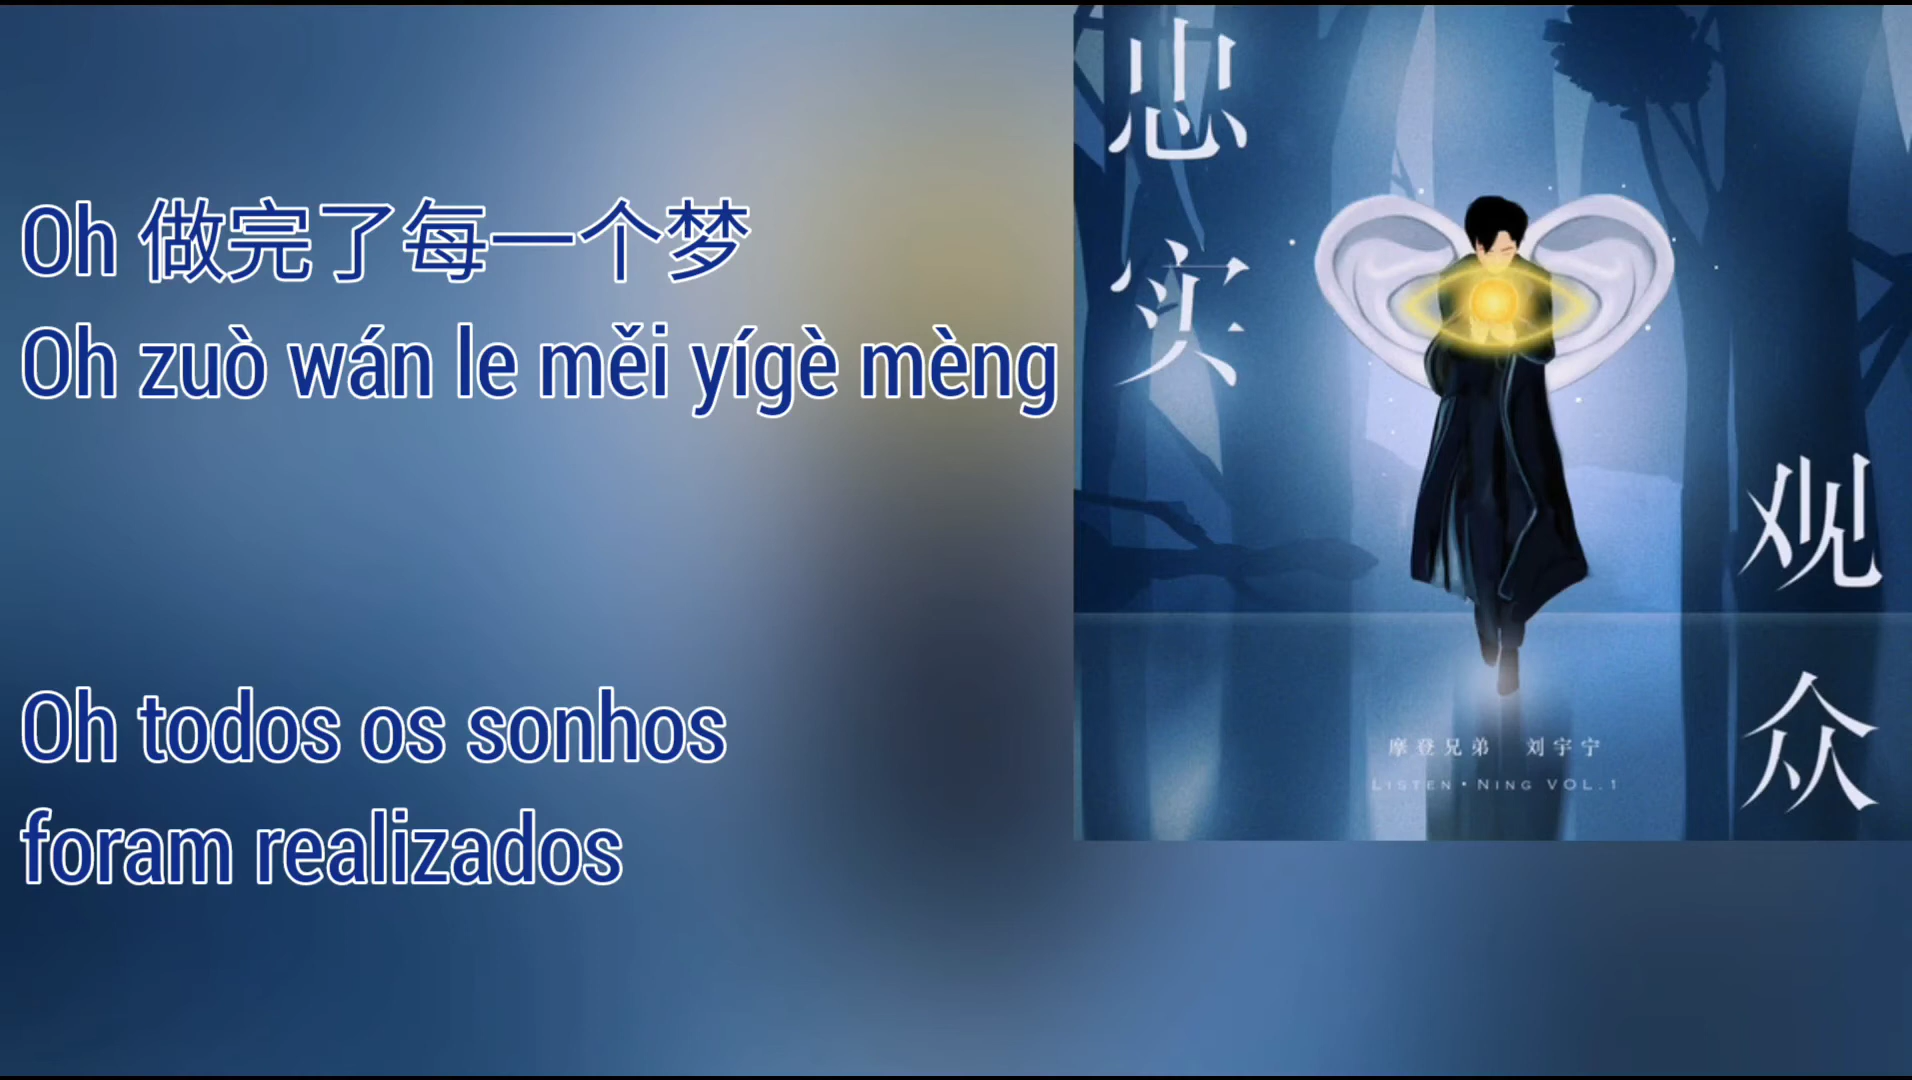 Oh 做完了每一个梦
Oh zuò wán le měi yígè mèng
Oh todos os sonhos
foram realizados
忠实
观众
摩登兄弟 刘宇宁
LISTEN·NING VOL.1